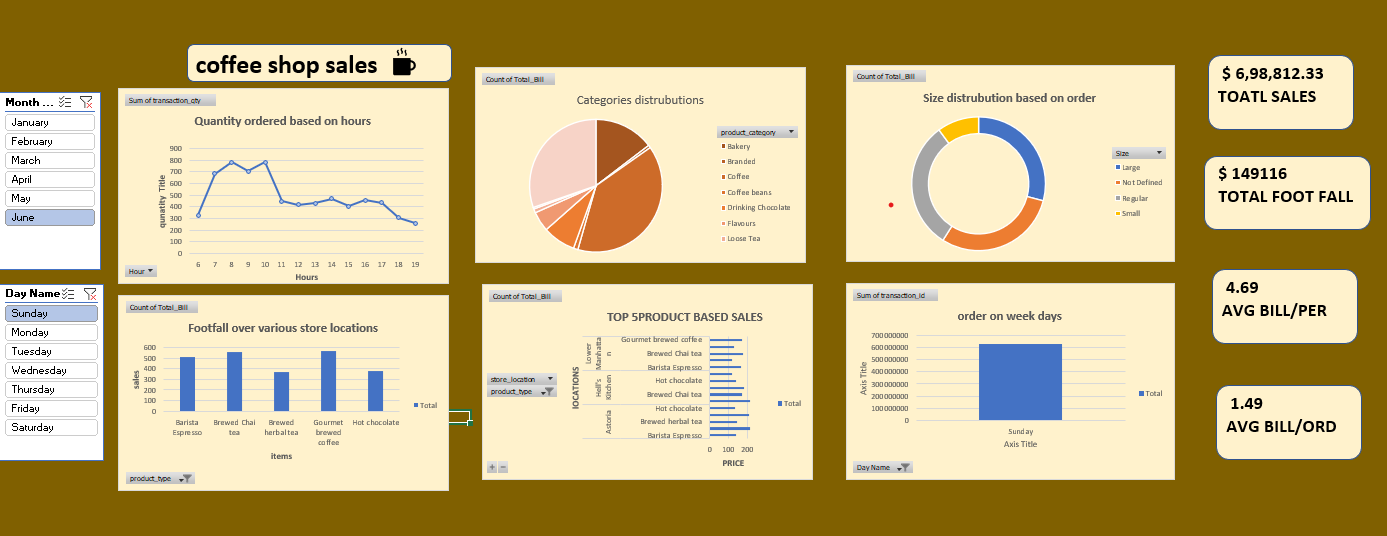 coffee shop sales
Month ...
January
February
March
April
May
June
Day Name
Sunday
Monday
Tuesday
Wednesday
Thursday
Friday
Saturday
Sum of transaction_qty
Quantity ordered based on hours
qunatity Title
900
800
700
600
500
400
300
200
100
0
6 7 8 9 10 11 12 13 14 15 16 17 18 19
Hours
Hour
Count of Total_Bill
Categories distrubutions
product_category
Bakery
Branded
Coffee
Coffee beans
Drinking Chocolate
Flavours
Loose Tea
Count of Total_Bill
Size distrubution based on order
Size
Large
Not Defined
Regular
Small
$ 6,98,812.33
TOATL SALES
$ 149116
TOTAL FOOT FALL
4.69
AVG BILL/PER
1.49
AVG BILL/ORD
Count of Total_Bill
Footfall over various store locations
sales
600
500
400
300
200
100
0
Barista Espresso
Brewed Chai tea
Brewed herbal tea
Gourmet brewed coffee
Hot chocolate
items
Total
product_type
Count of Total_Bill
TOP 5PRODUCT BASED SALES
store_location
product_type
lOCATIONS
Lower Manhattan
Hell's Kitchen
Astoria
Gourmet brewed coffee
Brewed Chai tea
Barista Espresso
Hot chocolate
Brewed Chai tea
Hot chocolate
Brewed herbal tea
Barista Espresso
0 100 200
PRICE
Total
Sum of transaction_id
order on week days
Axis Title
700000000
600000000
500000000
400000000
300000000
200000000
100000000
0
Sunday
Axis Title
Total
Day Name